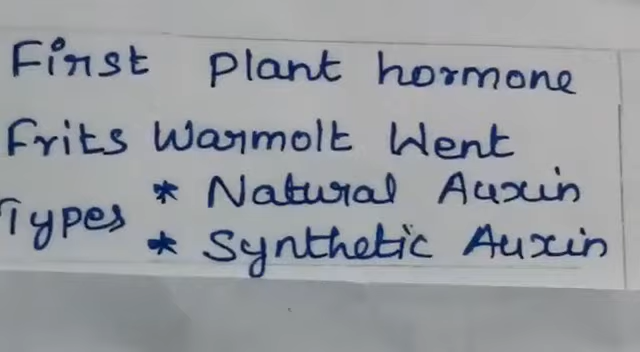 First Plant hormone
Frits Warmolt Went
Types * Natural Auxin
* Synthetic Auxin